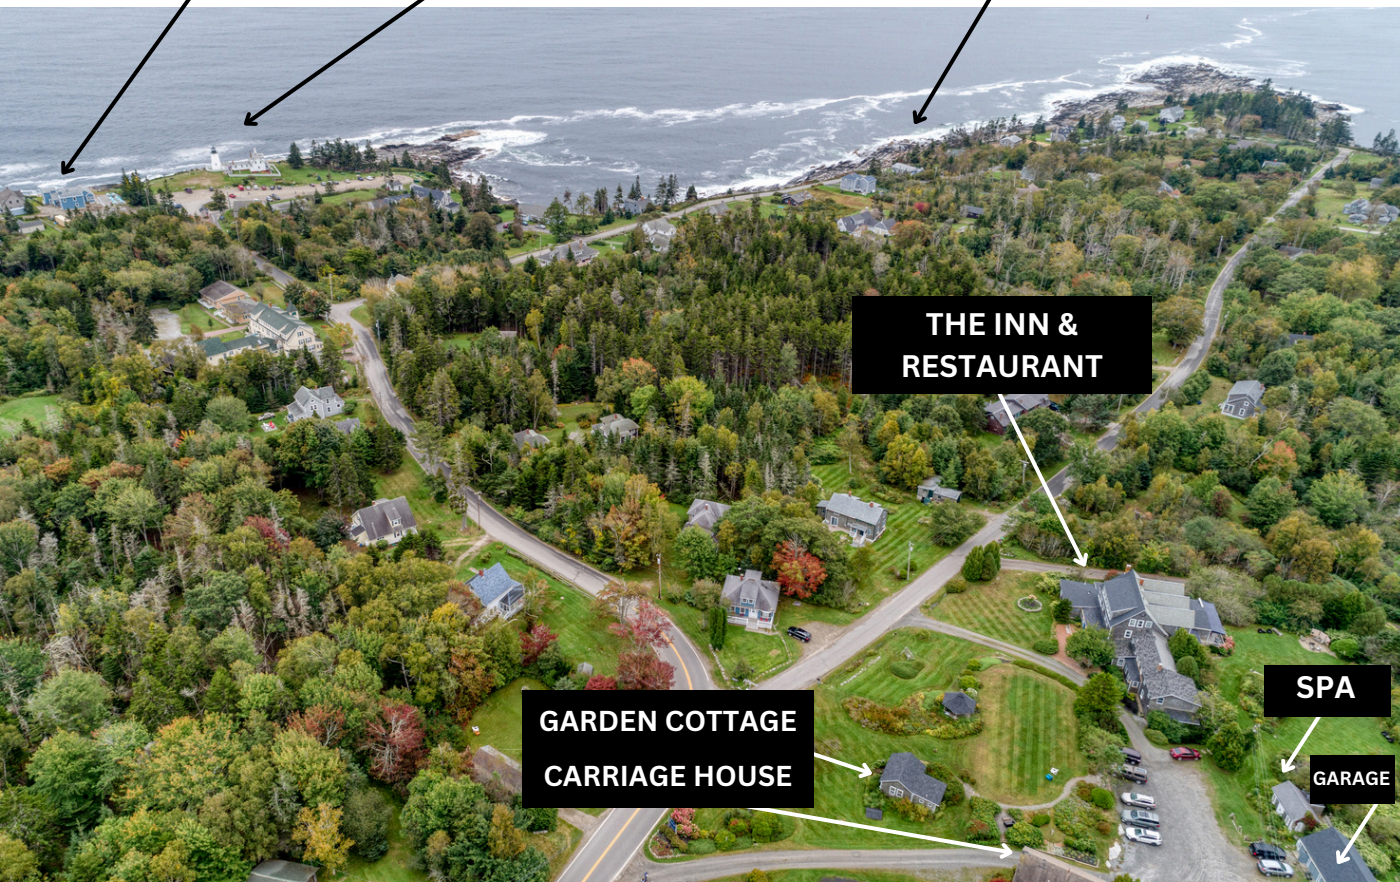 THE INN &
RESTAURANT
SPA
GARDEN COTTAGE
CARRIAGE HOUSE
GARAGE